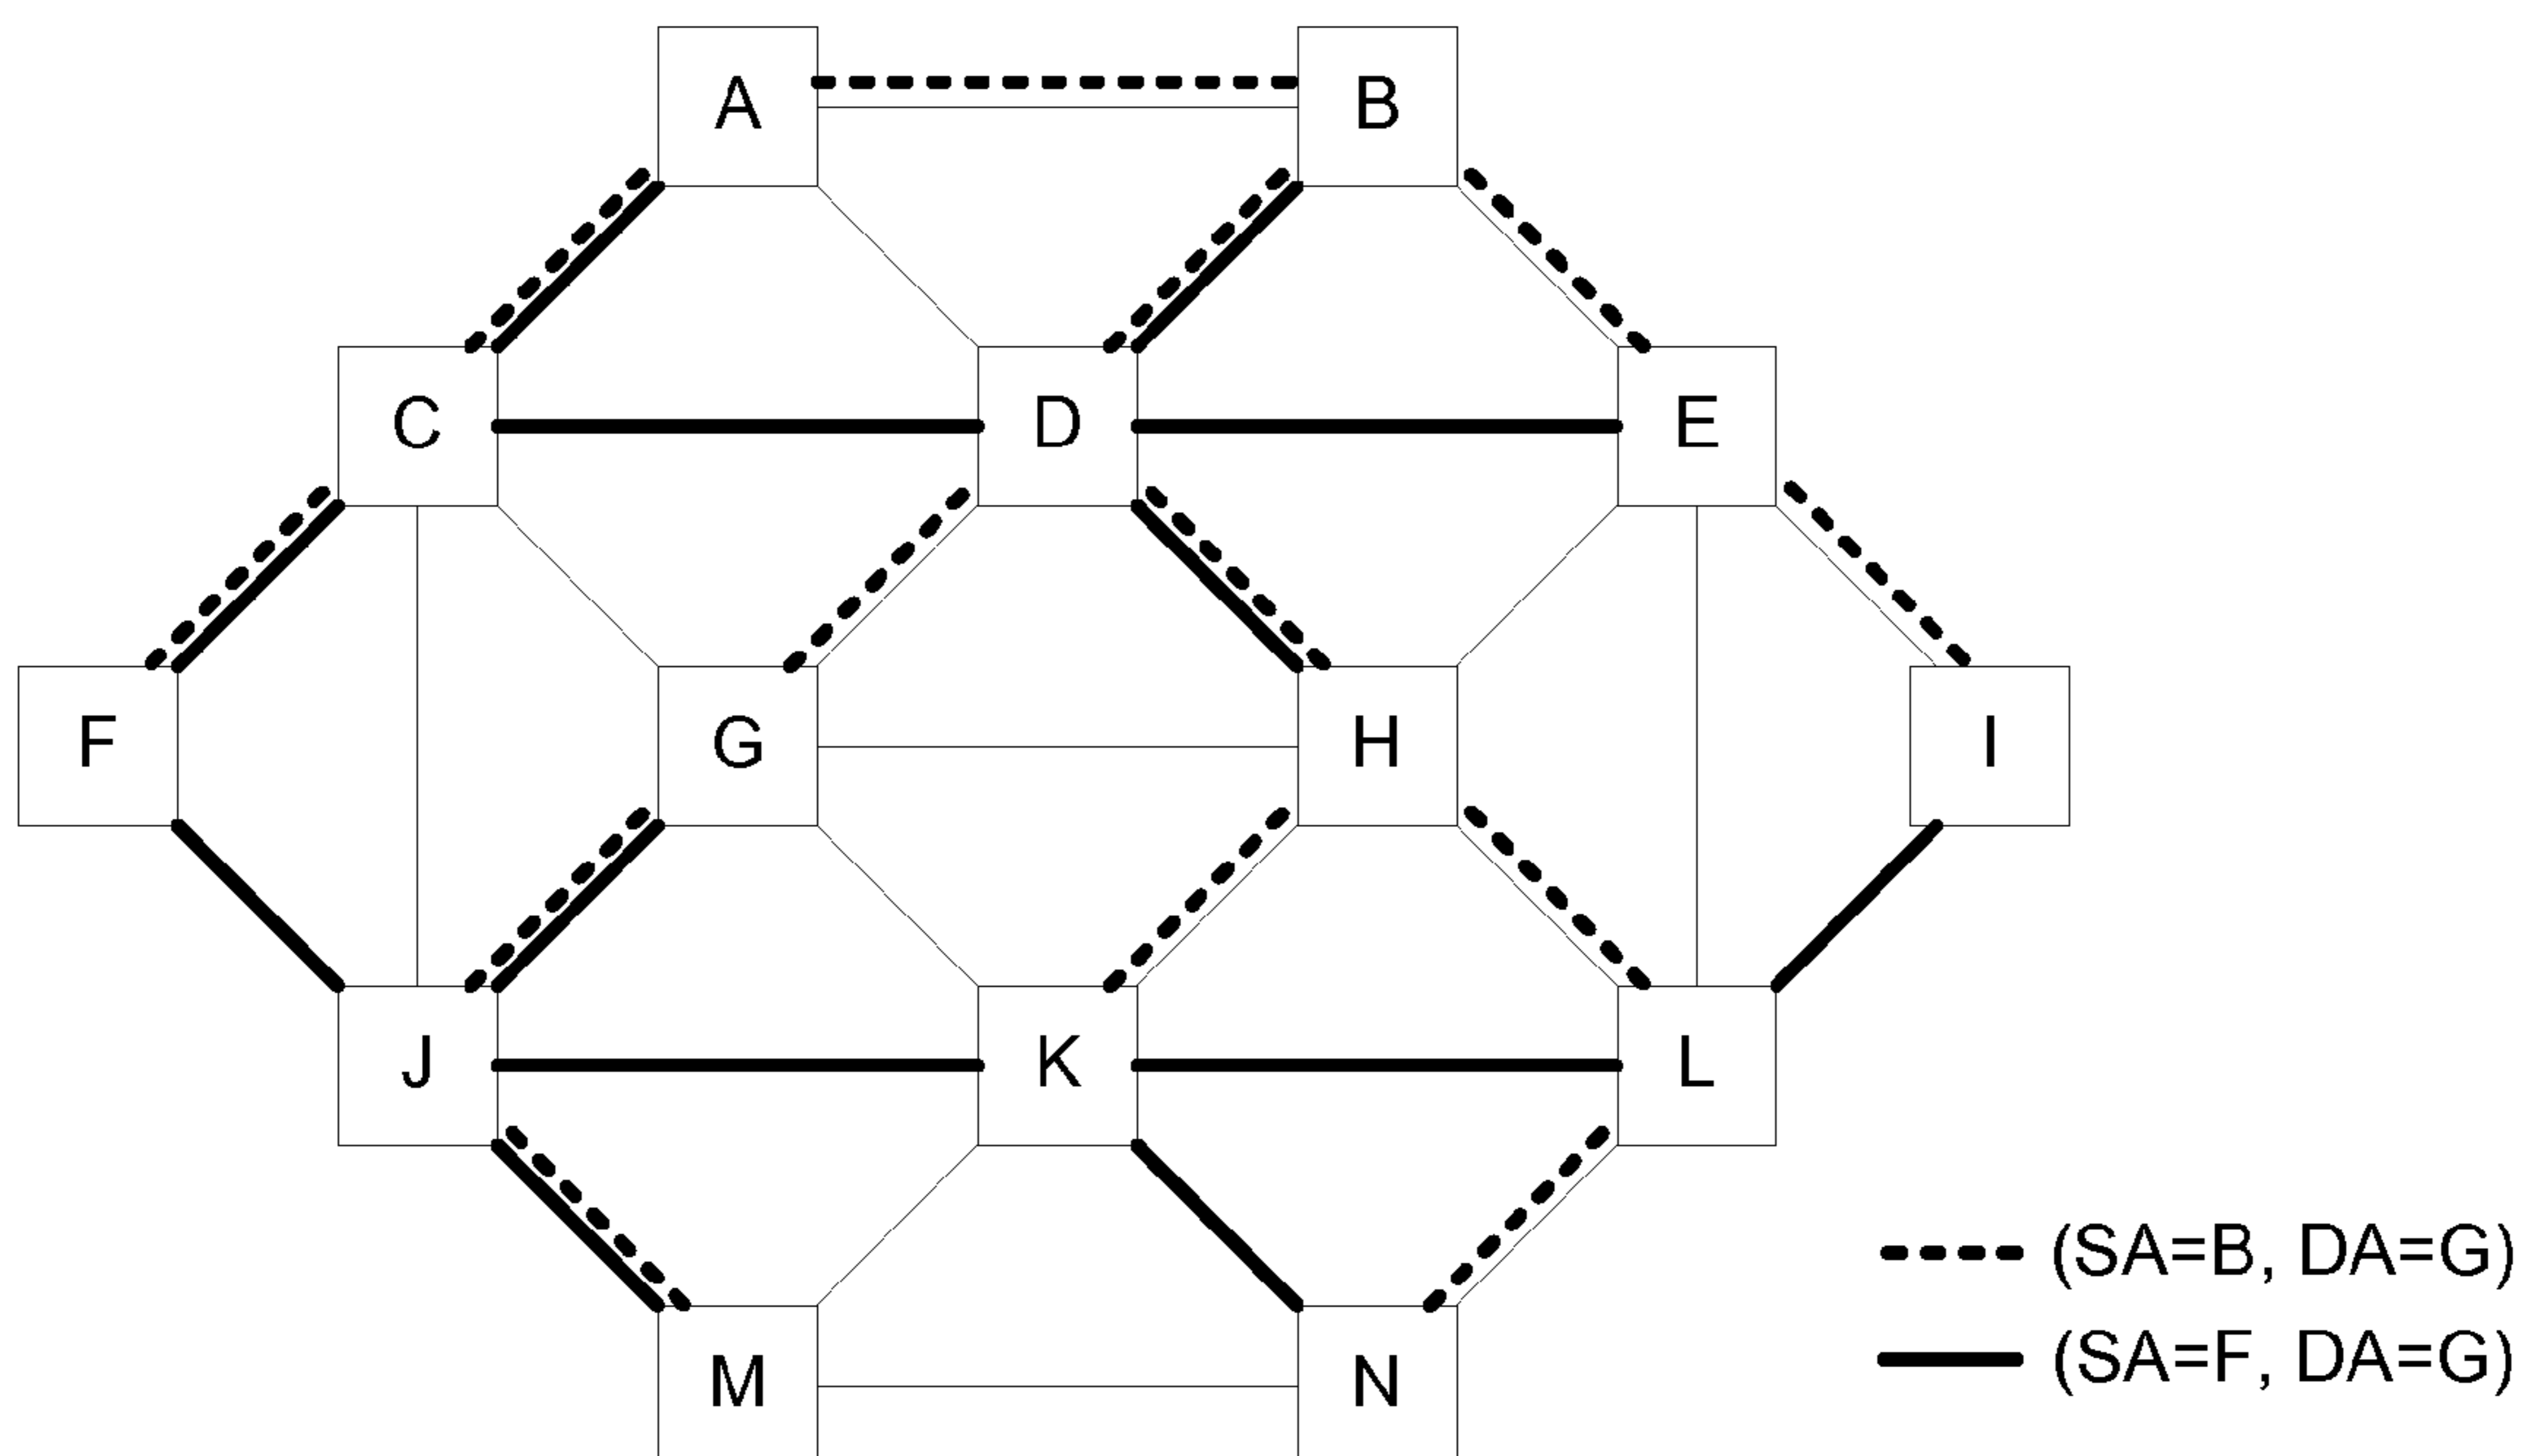 A B
C D E
F G H I
J K L
(SA=B, DA=G)
(SA=F, DA=G)
M N